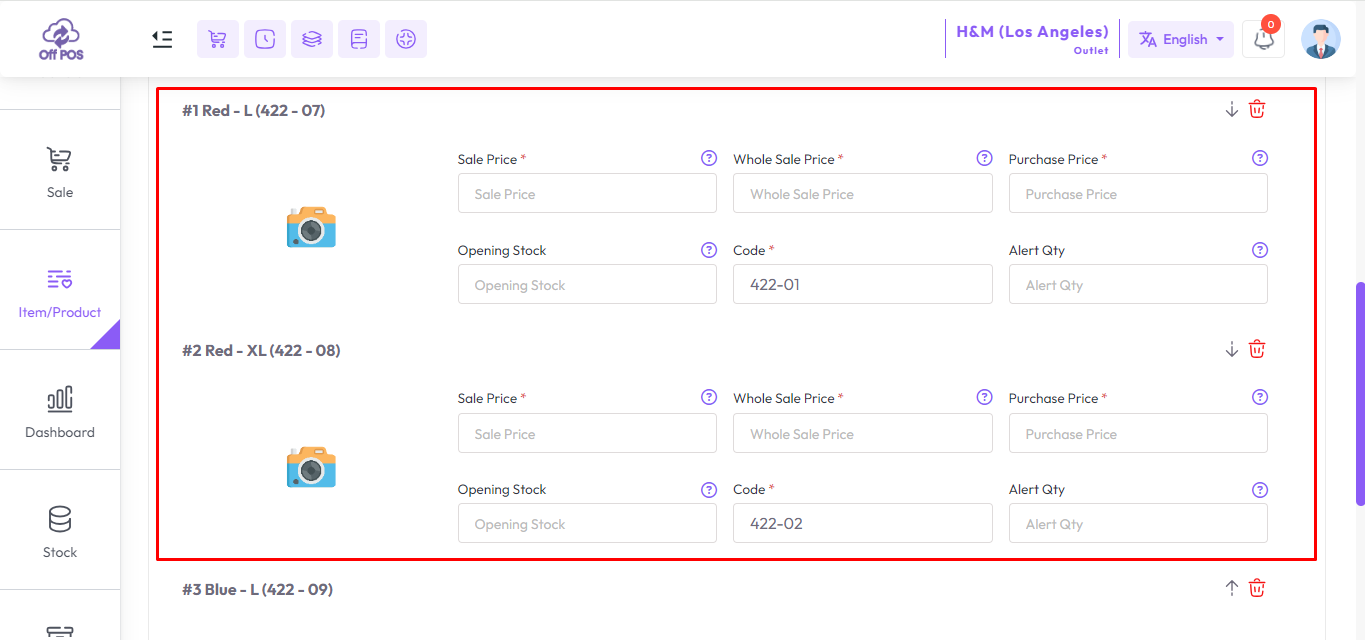 Off POS
H&M (Los Angeles)
Outlet
English
0
Sale
Item/Product
Dashboard
Stock
#1 Red - L (422 - 07)
Sale Price * ? Whole Sale Price * ? Purchase Price * ?
Sale Price Whole Sale Price Purchase Price
Opening Stock ? Code * Alert Qty ?
Opening Stock 422-01 Alert Qty
#2 Red - XL (422 - 08)
Sale Price * ? Whole Sale Price * ? Purchase Price * ?
Sale Price Whole Sale Price Purchase Price
Opening Stock ? Code * Alert Qty ?
Opening Stock 422-02 Alert Qty
#3 Blue - L (422 - 09)